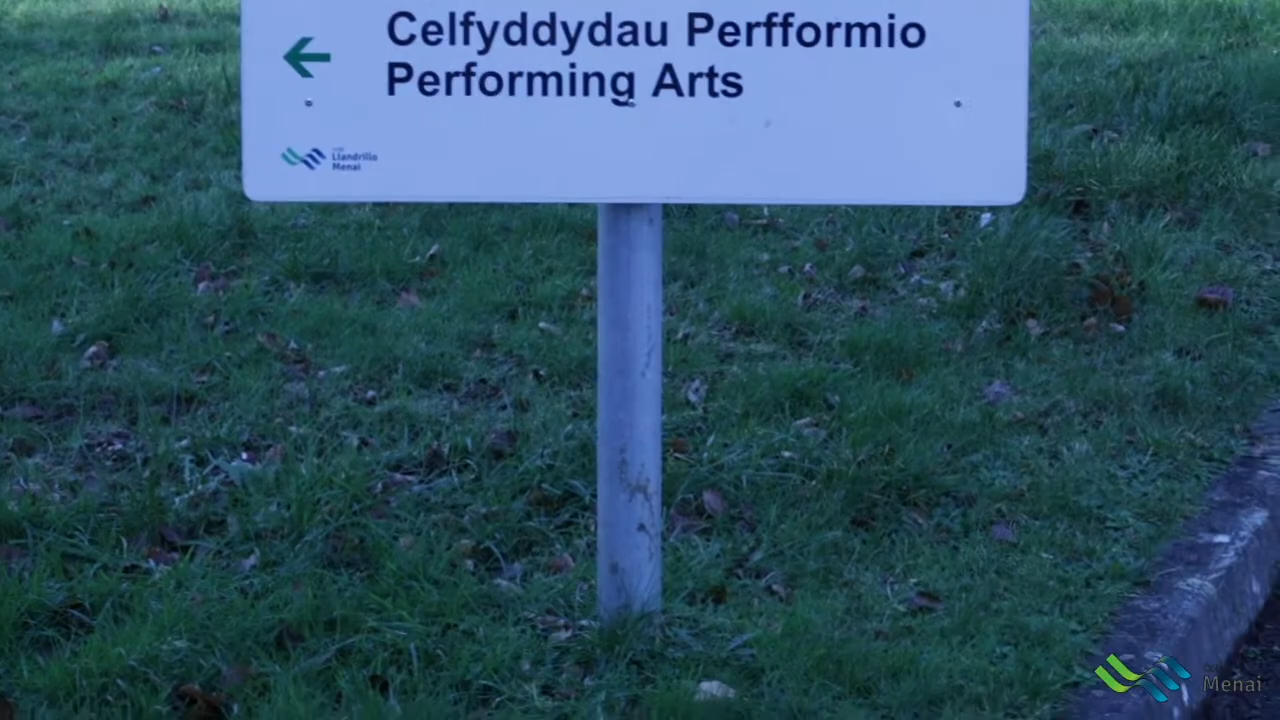 Celfyddydau Perfformio
Performing Arts
Llandrillo
Menai
Menai